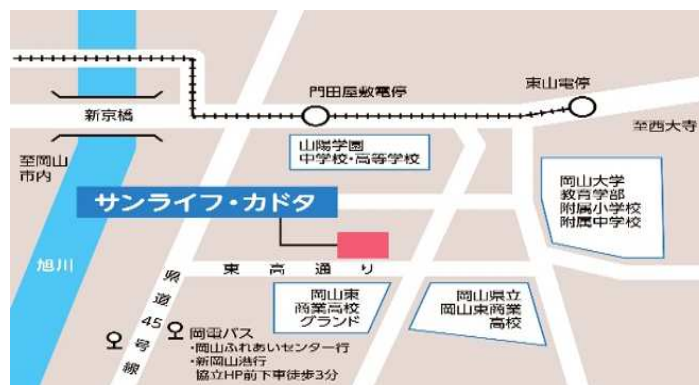 東山電停
門田屋敷電停
新京橋
至西大寺
山陽学園
中学校・高等学校
至岡山
市内
岡山大学
教育学部
附属小学校
附属中学校
サンライフ・カドタ
旭川
東高通り
県道45号線
岡山東
商業高校
グランド
岡山県立
岡山東商業
高校
岡電バス
・岡山ふれあいセンター行
・新岡山港行
協立HP前下車徒歩3分